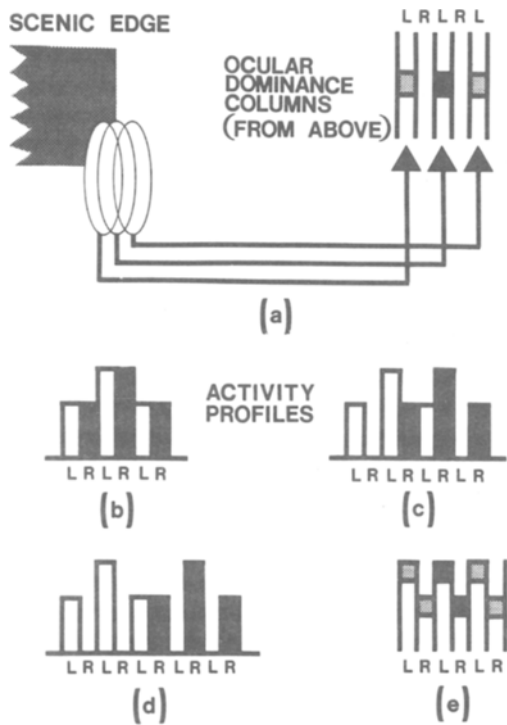 SCENIC EDGE
L R L R L
OCULAR
DOMINANCE
COLUMNS
(FROM ABOVE)
(a)
ACTIVITY
PROFILES
L R L R L R
(b)
L R L R L R L R
(c)
L R L R L R L R L R
(d)
L R L R L R
(e)